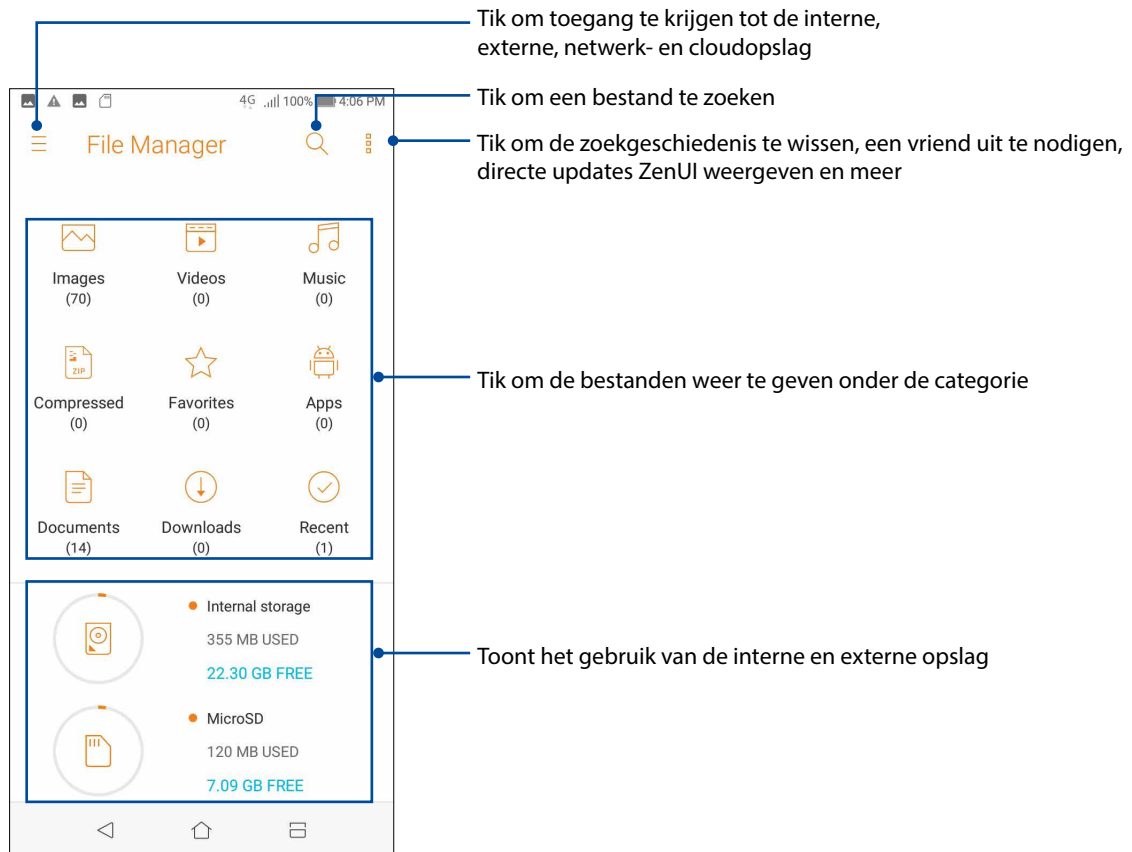 Tik om toegang te krijgen tot de interne,
externe, netwerk- en cloudopslag
4G 100% 4:06 PM
Tik om een bestand te zoeken
File Manager
Tik om de zoekgeschiedenis te wissen, een vriend uit te nodigen,
directe updates ZenUI weergeven en meer
Images Videos Music
(70) (0) (0)
ZIP
Compressed Favorites Apps
(0) (0) (0)
Tik om de bestanden weer te geven onder de categorie
Documents Downloads Recent
(14) (0) (1)
Internal storage
355 MB USED
22.30 GB FREE
Toont het gebruik van de interne en externe opslag
MicroSD
120 MB USED
7.09 GB FREE